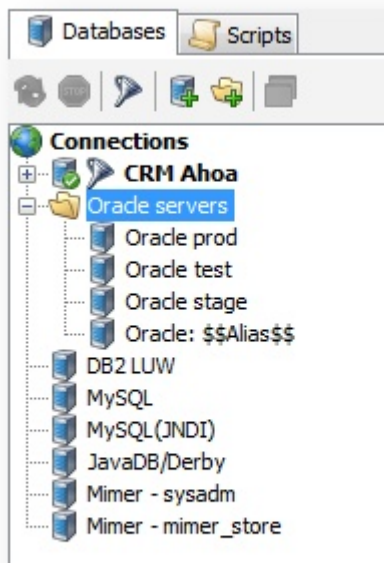 Databases Scripts
STOP
Connections
CRM Ahoa
Oracle servers
Oracle prod
Oracle test
Oracle stage
Oracle: $$Alias$$
DB2 LUW
MySQL
MySQL(JNDI)
JavaDB/Derby
Mimer - sysadm
Mimer - mimer_store